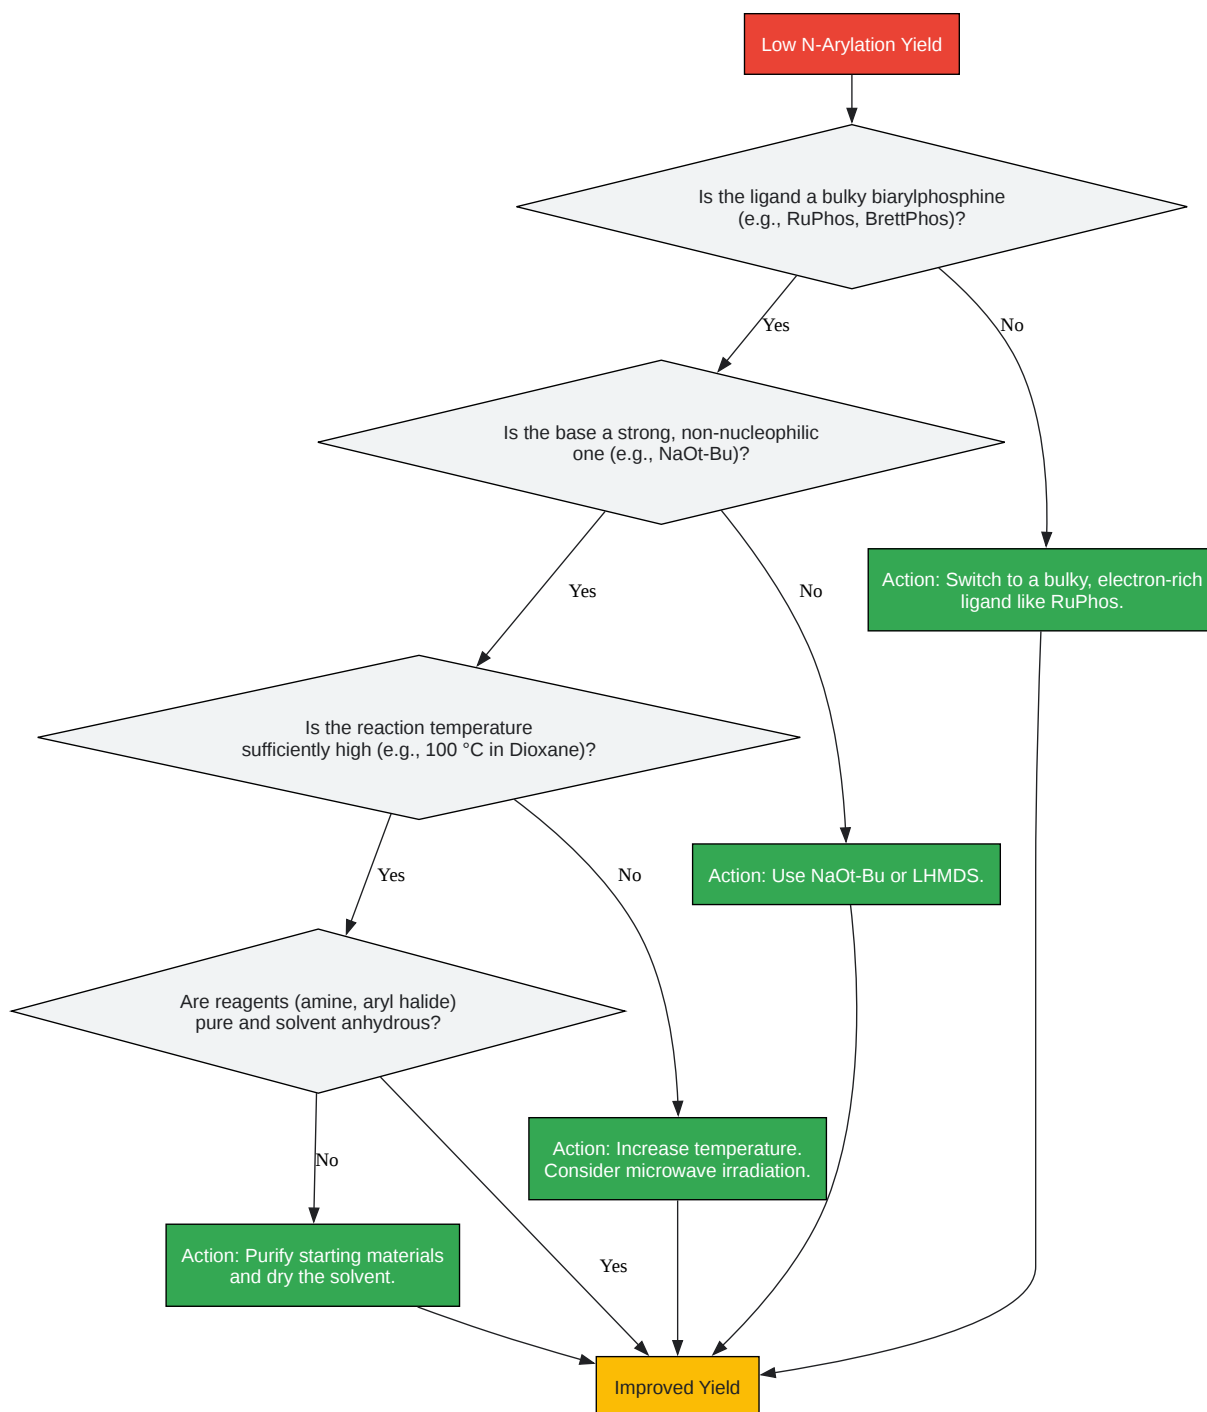 Low N-Arylation Yield
Is the ligand a bulky biarylphosphine
(e.g., RuPhos, BrettPhos)?
Yes
No
Is the base a strong, non-nucleophilic
one (e.g., NaOt-Bu)?
Yes
No
Action: Switch to a bulky, electron-rich
ligand like RuPhos.
Is the reaction temperature
sufficiently high (e.g., 100 °C in Dioxane)?
Yes
No
Action: Use NaOt-Bu or LHMDS.
Are reagents (amine, aryl halide)
pure and solvent anhydrous?
No
Yes
Action: Increase temperature.
Consider microwave irradiation.
Action: Purify starting materials
and dry the solvent.
Improved Yield